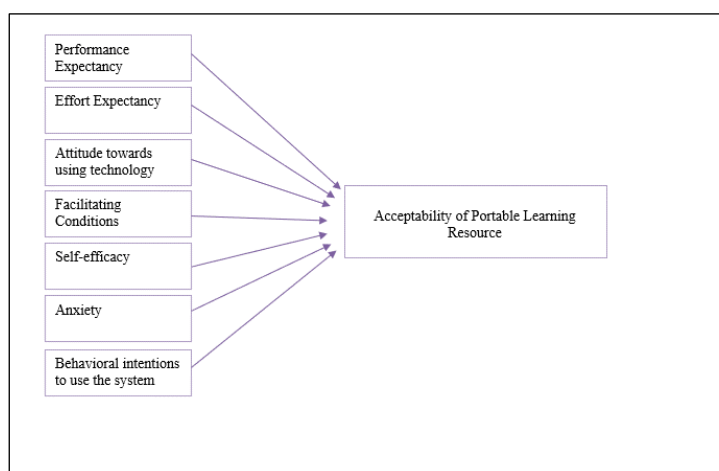 Performance
Expectancy
Effort Expectancy
Attitude towards
using technology
Facilitating
Conditions
Self-efficacy
Anxiety
Behavioral intentions
to use the system
Acceptability of Portable Learning
Resource